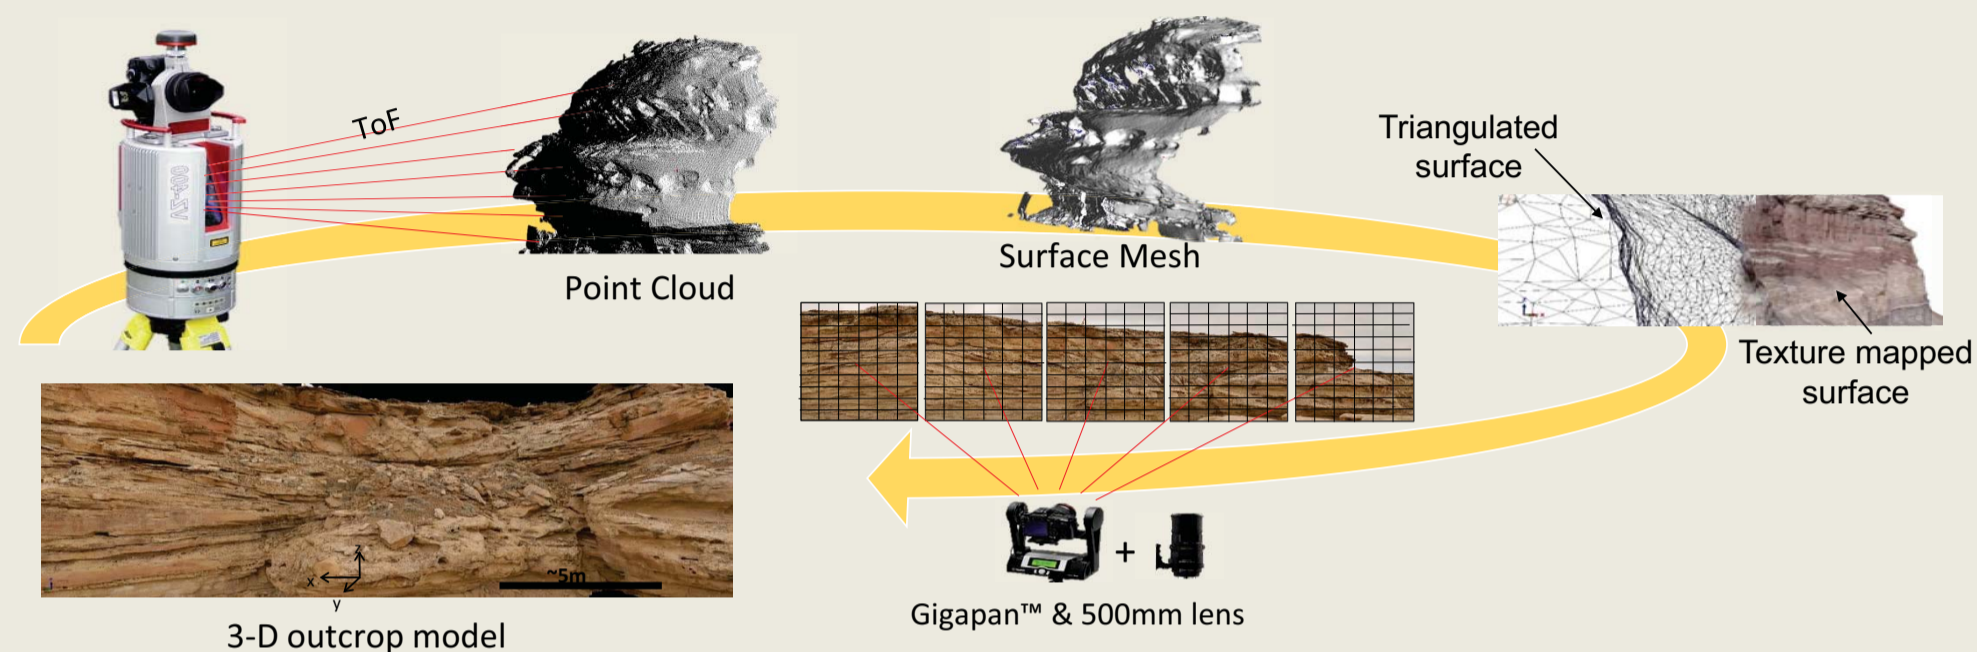 ToF
VZ-400
Point Cloud
Surface Mesh
Triangulated
surface
Texture mapped
surface
z
x
y
~5m
3-D outcrop model
+
Gigapan™ & 500mm lens